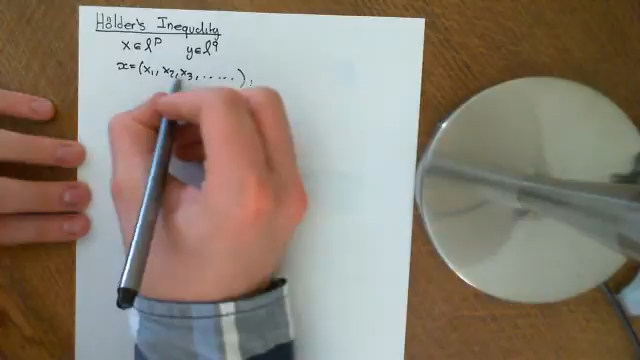 Hölder's Inequality
x ∈ ℓᵖ y ∈ ℓ^q
x = (x₁, x₂, x₃, ......),